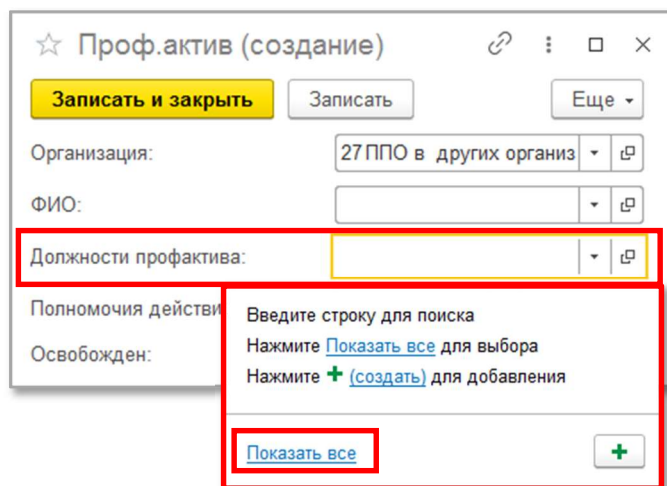 Проф.актив (создание)
Записать и закрыть Записать Еще
Организация: 27 ППО в других организ
ФИО:
Должности профактива:
Полномочия действи
Освобожден:
Введите строку для поиска
Нажмите Показать все для выбора
Нажмите + (создать) для добавления
Показать все +